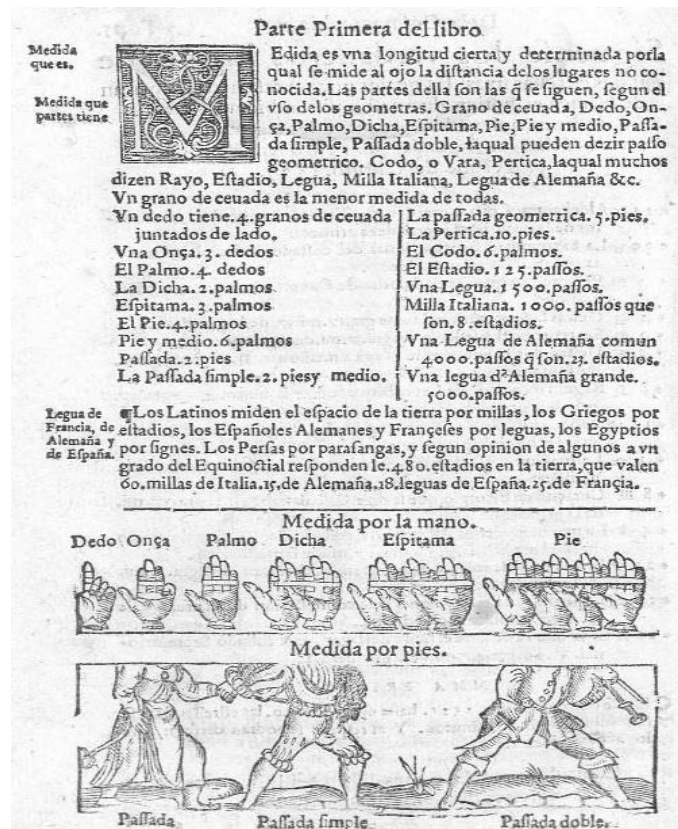 Parte Primera del libro
Medida
que es.
Medida que
partes tiene
MEdida es vna longitud cierta y determinada porla
qual ſe mide al ojo la diſtancia delos lugares no co-
nocida. Las partes della ſon las q̃ ſe ſiguen, ſegun el
vſo delos geometras. Grano de ceuada, Dedo, On-
ça, Palmo, Dicha, Eſpitama, Pie, Pie y medio, Paſſa-
da ſimple, Paſſada doble, laqual pueden dezir paſſo
geometrico. Codo, o Vara, Pertica, laqual muchos
dizen Rayo, Eſtadio, Legua, Milla Italiana, Legua de Alemaña &c.
Vn grano de ceuada es la menor medida de todas.
Vn dedo tiene. 4. granos de ceuada
juntados de lado.
Vna Onça. 3. dedos
El Palmo. 4. dedos
La Dicha. 2. palmos
Eſpitama. 3. palmos
El Pie. 4. palmos
Pie y medio. 6. palmos
Paſſada. 2. pies
La Paſſada ſimple. 2. piesy medio.
La paſſada geometrica. 5. pies.
La Pertica. 10. pies.
El Codo. 6. palmos.
El Eſtadio. 1 2 5. paſſos.
Vna Legua. 1 500. paſſos.
Milla Italiana. 1 000. paſſos que
ſon. 8. eſtadios.
Vna Legua de Alemaña comun
4000. paſſos q̃ ſon. 23. eſtadios.
Vna legua d'Alemaña grande.
5000. paſſos.
Legua de
Francia, de
Alemaña y
de Eſpaña.
¶Los Latinos miden el eſpacio de la tierra por millas, los Griegos por
eſtadios, los Eſpañoles Alemanes y Françeſes por leguas, los Egyptios
por ſignes. Los Perſas por paraſangas, y ſegun opinion de algunos a vn
grado del Equinoctial reſponden le. 480. eſtadios en la tierra, que valen
60. millas de Italia. 15. de Alemaña. 18. leguas de Eſpaña. 25. de Françia.
Medida por la mano.
Dedo Onça Palmo Dicha Eſpitama Pie
Medida por pies.
Paſſada Paſſada ſimple Paſſada doble.